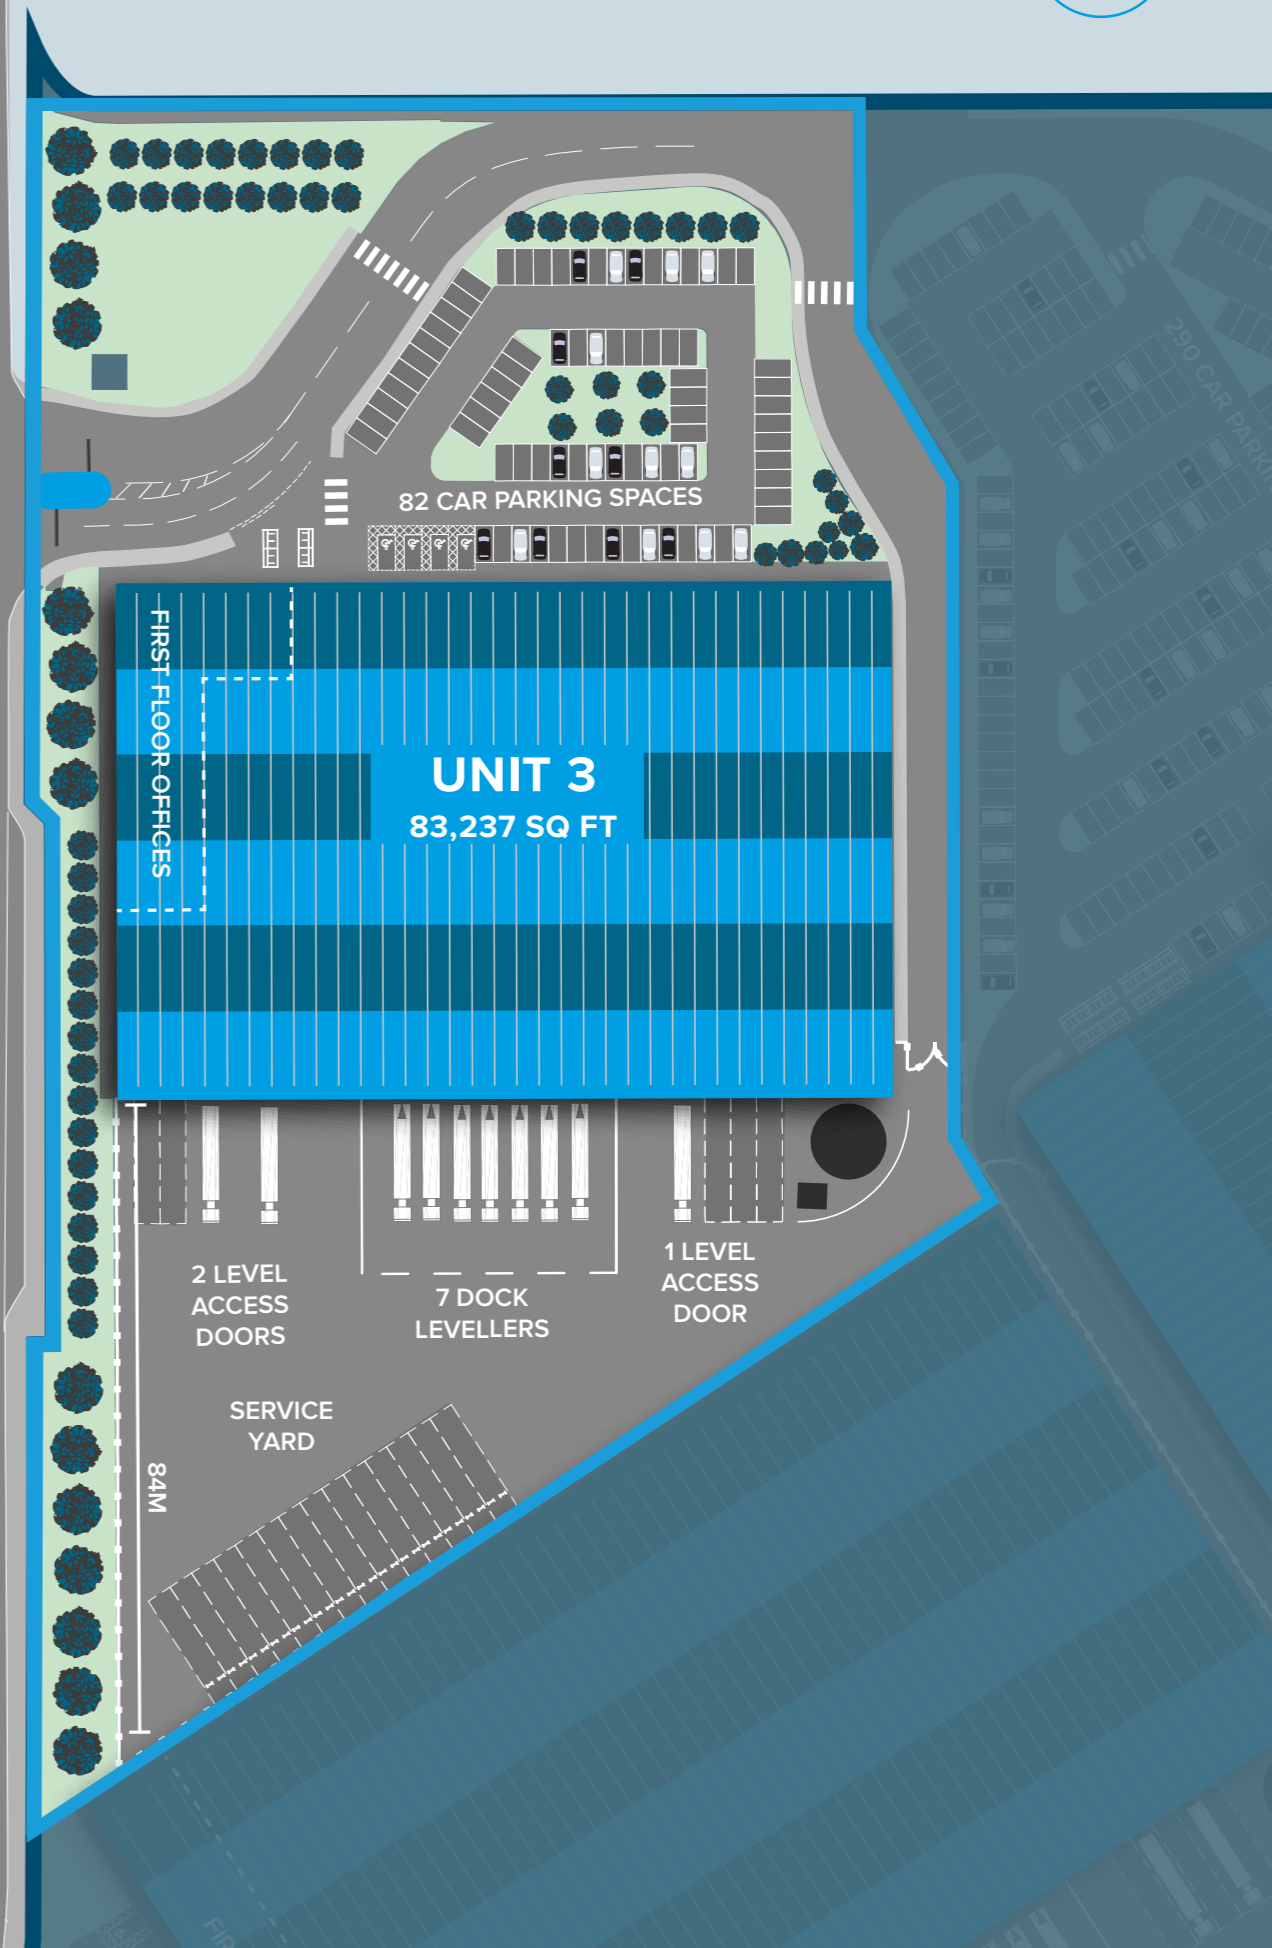 290 CAR PARK
82 CAR PARKING SPACES
FIRST FLOOR OFFICES
UNIT 3
83,237 SQ FT
2 LEVEL
ACCESS
DOORS
7 DOCK
LEVELLERS
1 LEVEL
ACCESS
DOOR
SERVICE
YARD
84M
FIR